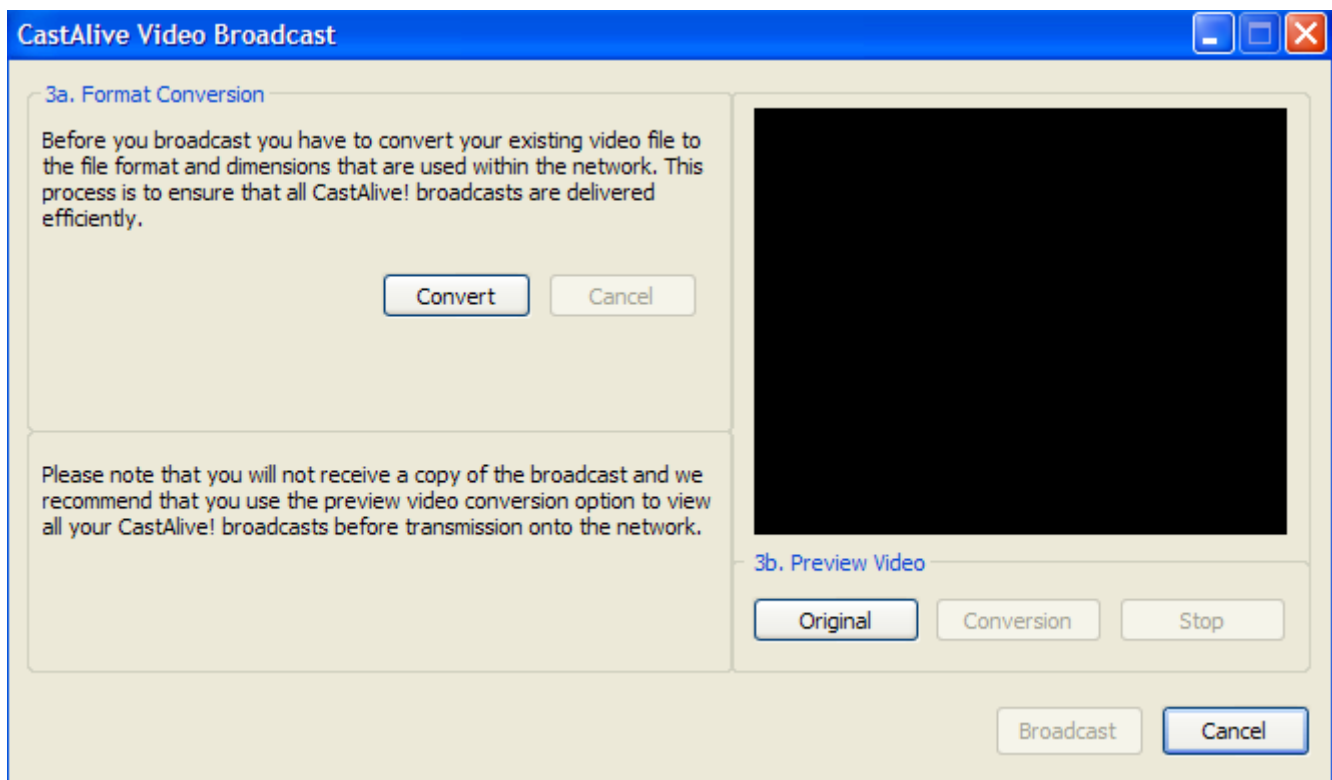 CastAlive Video Broadcast
3a. Format Conversion
Before you broadcast you have to convert your existing video file to
the file format and dimensions that are used within the network. This
process is to ensure that all CastAlive! broadcasts are delivered
efficiently.
Convert
Cancel
Please note that you will not receive a copy of the broadcast and we
recommend that you use the preview video conversion option to view
all your CastAlive! broadcasts before transmission onto the network.
3b. Preview Video
Original
Conversion
Stop
Broadcast
Cancel